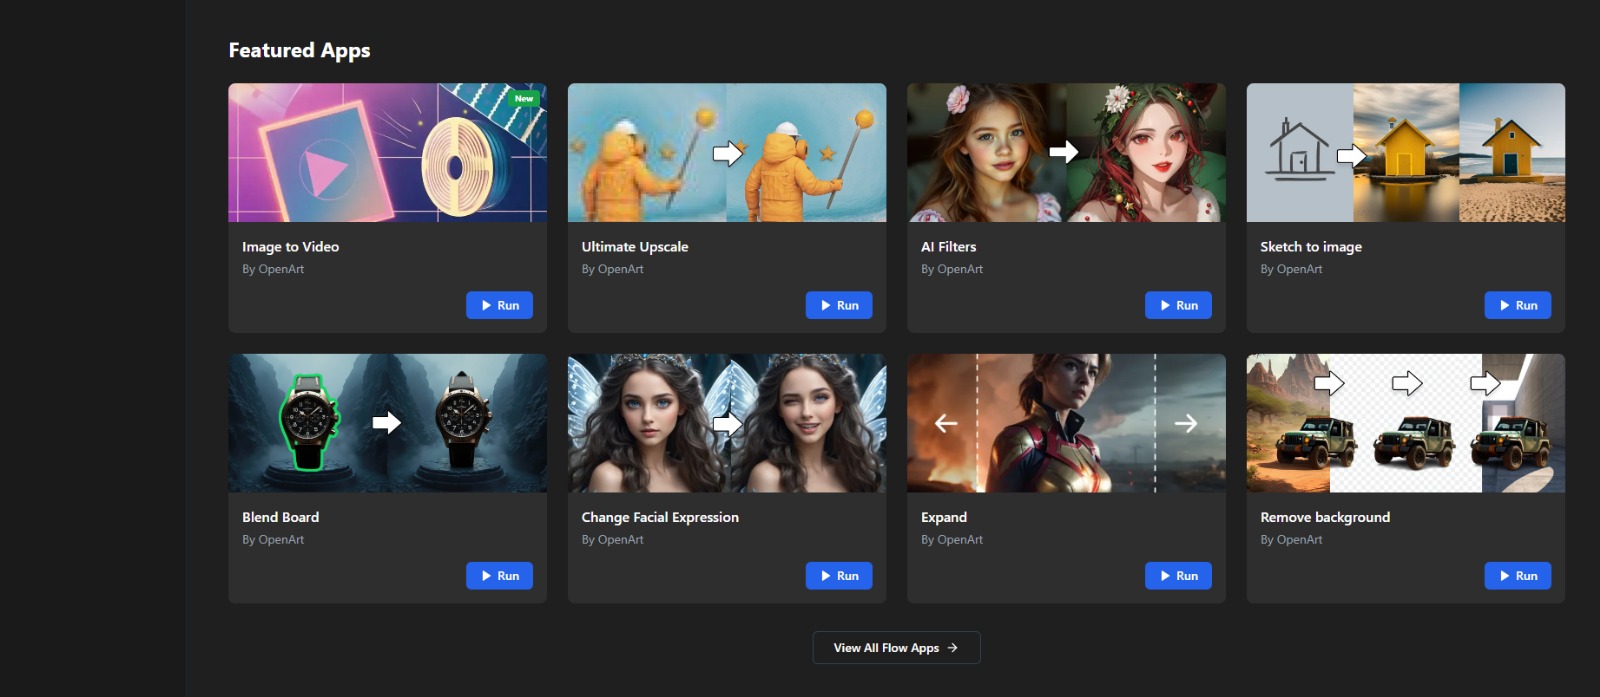 Featured Apps
New
Image to Video
By OpenArt
Run
Ultimate Upscale
By OpenArt
Run
AI Filters
By OpenArt
Run
Sketch to image
By OpenArt
Run
Blend Board
By OpenArt
Run
Change Facial Expression
By OpenArt
Run
Expand
By OpenArt
Run
Remove background
By OpenArt
Run
View All Flow Apps